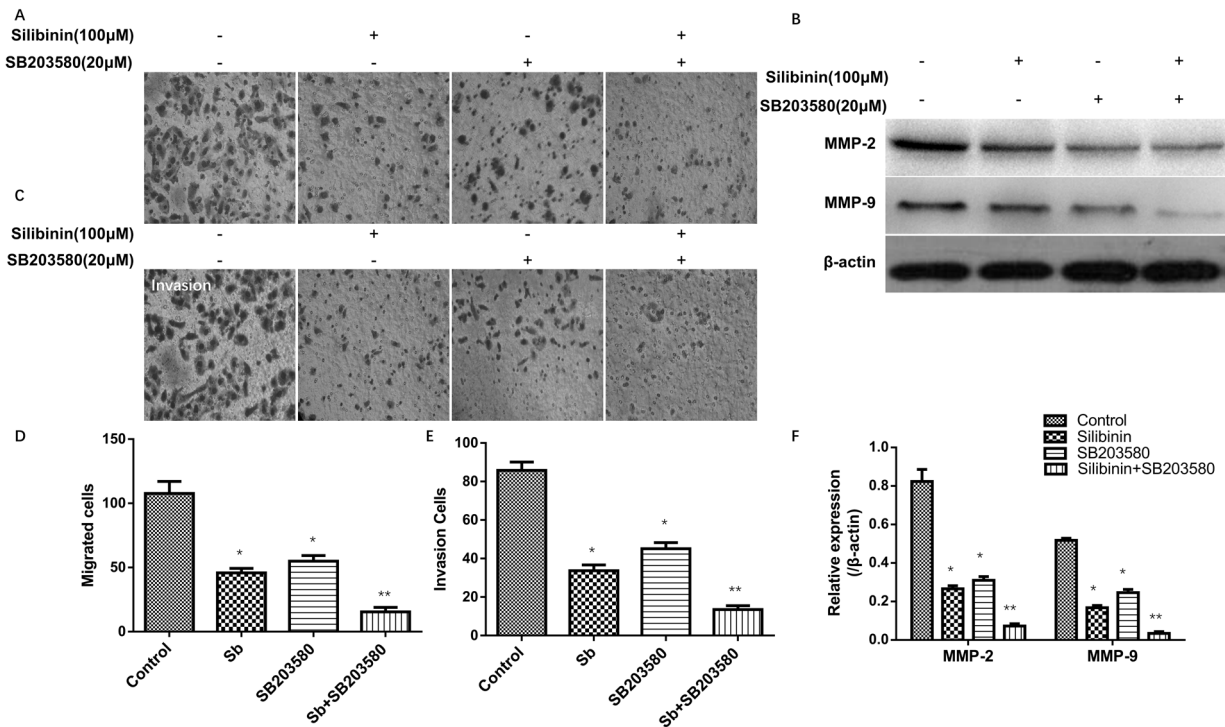 A
Silibinin(100μM) - + - +
SB203580(20μM) - - + +
C
Silibinin(100μM) - + - +
SB203580(20μM) - - + +
Invasion
B
- + - +
Silibinin(100μM)
SB203580(20μM) - - + +
MMP-2
MMP-9
β-actin
D
Migrated cells
150
100
50
0
*
*
**
Control
Sb
SB203580
Sb+SB203580
E
Invasion Cells
100
80
60
40
20
0
*
*
**
Control
Sb
SB203580
Sb+SB203580
F
Control
Silibinin
SB203580
Silibinin+SB203580
Relative expression
(/β-actin)
1.0
0.8
0.6
0.4
0.2
0.0
*
*
**
*
*
**
MMP-2
MMP-9